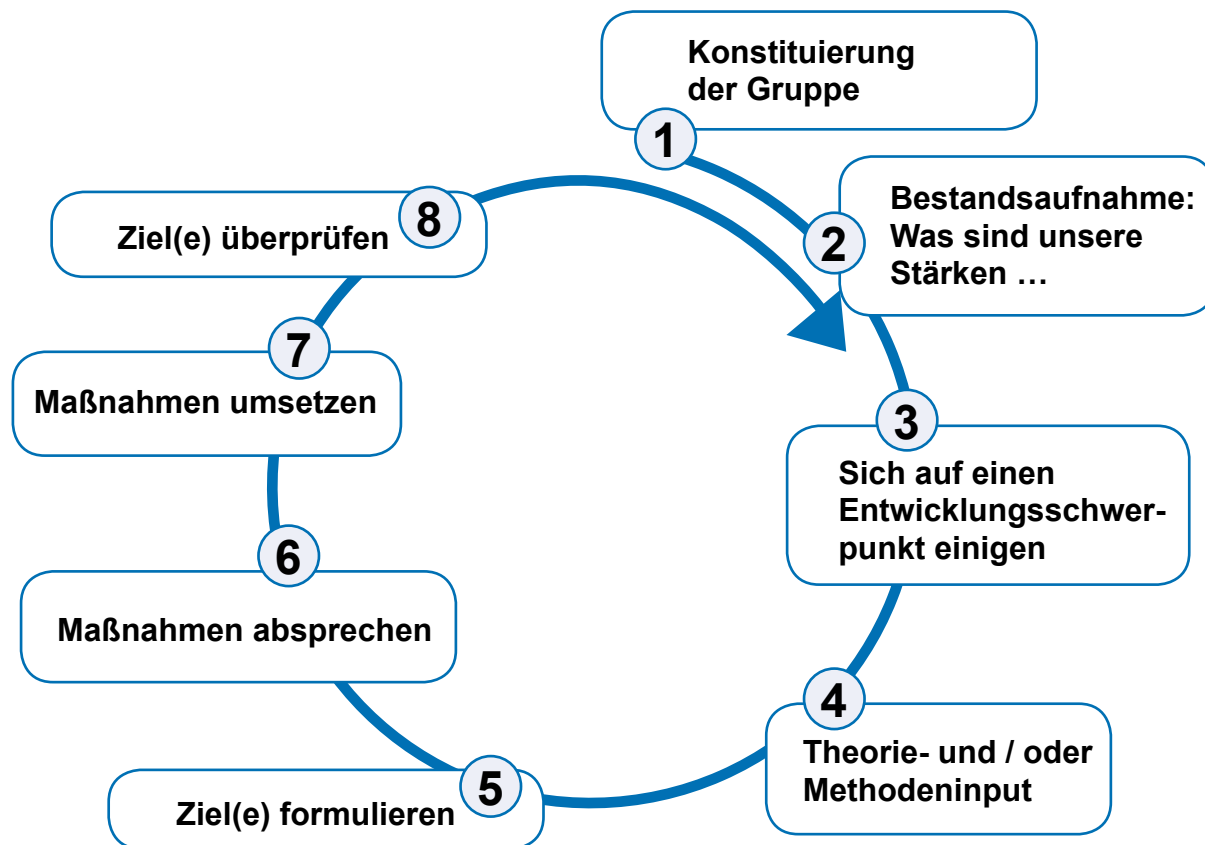 1
Konstituierung
der Gruppe
2
Bestandsaufnahme:
Was sind unsere
Stärken …
3
Sich auf einen
Entwicklungsschwer-
punkt einigen
4
Theorie- und / oder
Methodeninput
5
Ziel(e) formulieren
6
Maßnahmen absprechen
7
Maßnahmen umsetzen
8
Ziel(e) überprüfen